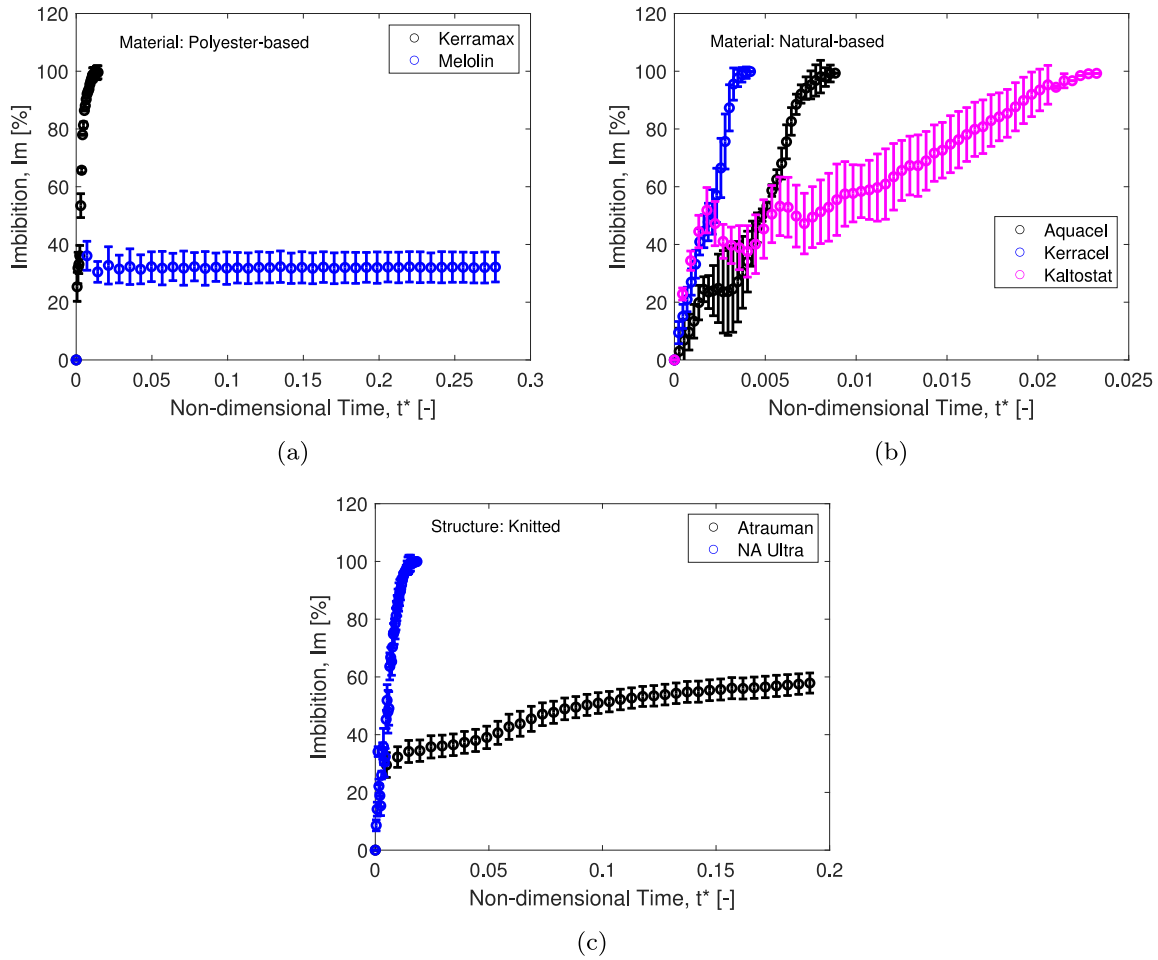 120
100
80
60
40
20
0
Imbibition, Im [%]
Material: Polyester-based
Kerramax
Melolin
0 0.05 0.1 0.15 0.2 0.25 0.3
Non-dimensional Time, t* [-]
(a)
120
100
80
60
40
20
0
Imbibition, Im [%]
Material: Natural-based
Aquacel
Kerracel
Kaltostat
0 0.005 0.01 0.015 0.02 0.025
Non-dimensional Time, t* [-]
(b)
120
100
80
60
40
20
0
Imbibition, Im [%]
Structure: Knitted
Atrauman
NA Ultra
0 0.05 0.1 0.15 0.2
Non-dimensional Time, t* [-]
(c)